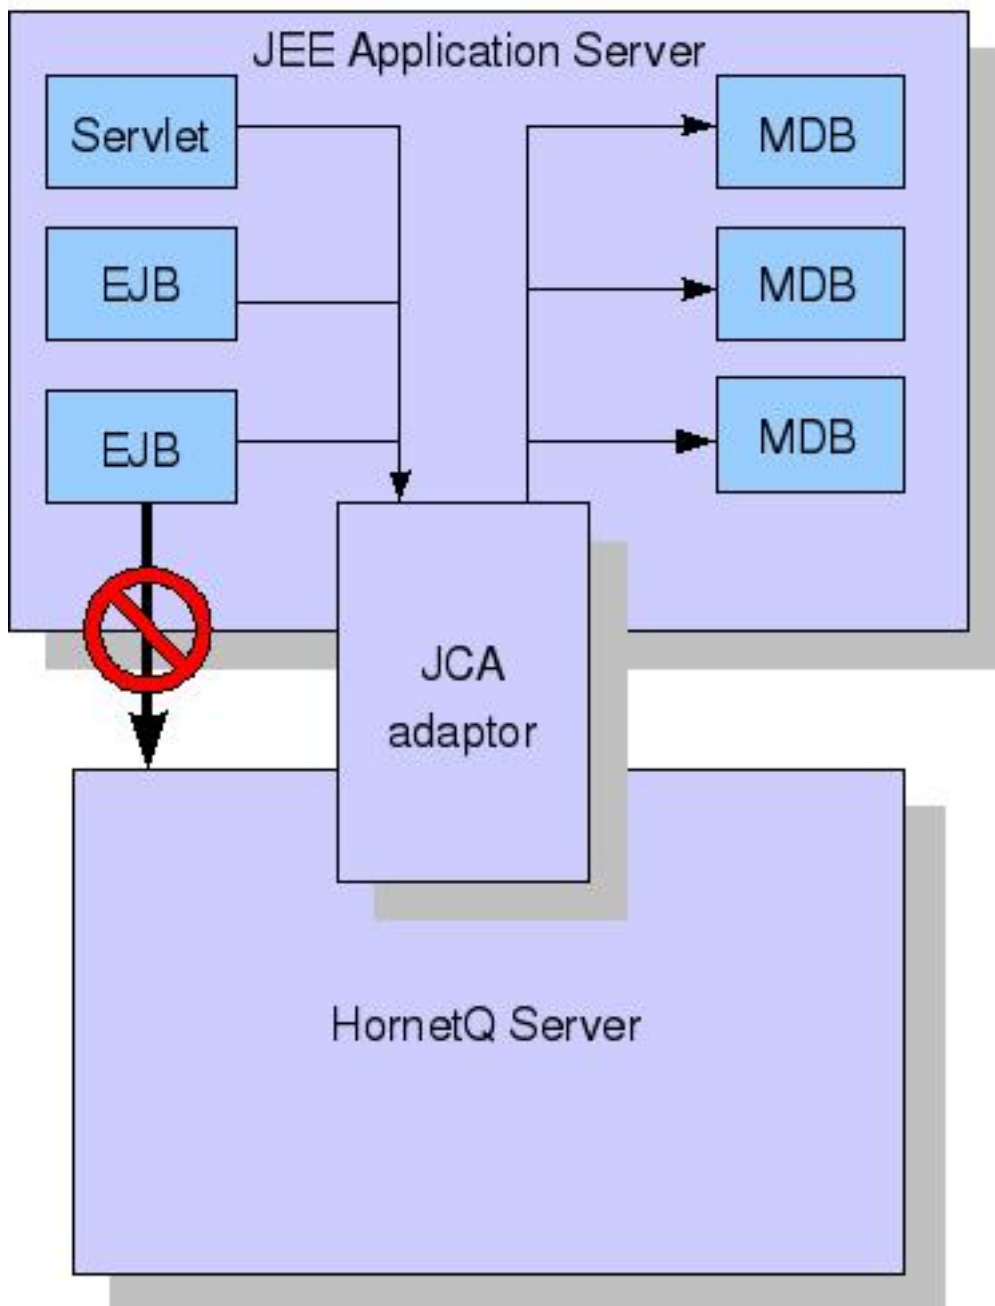 JEE Application Server
Servlet
MDB
EJB
MDB
EJB
MDB
JCA
adaptor
HornetQ Server